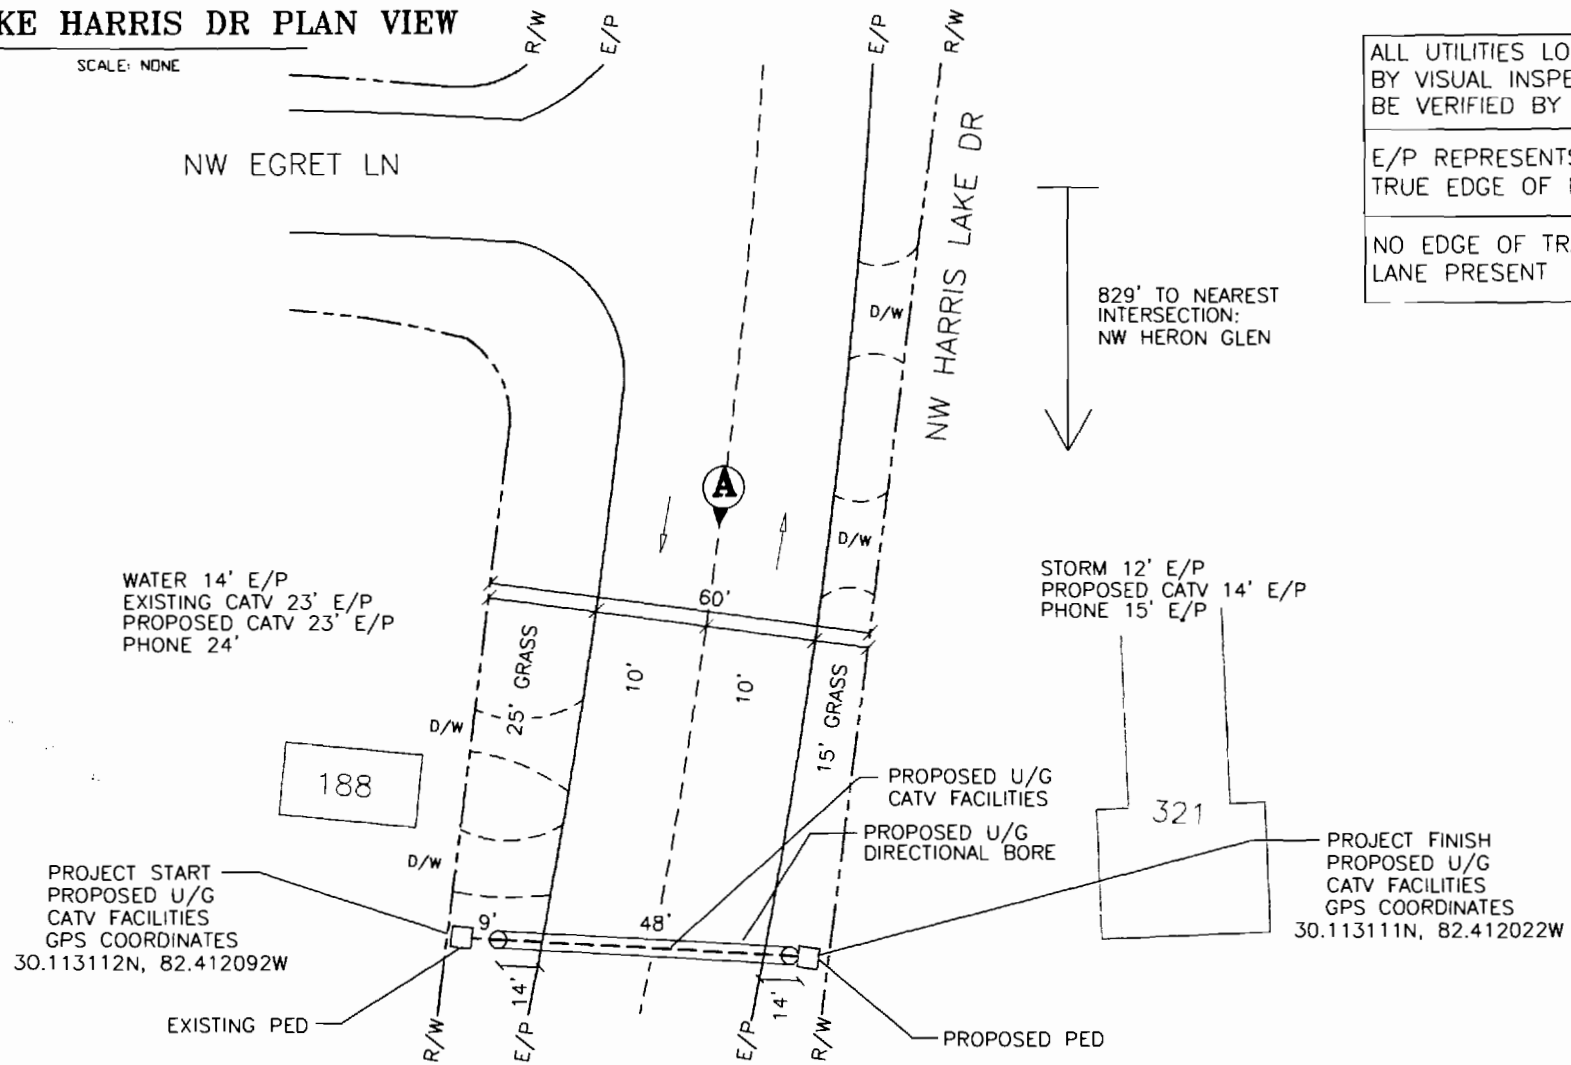 KE HARRIS DR PLAN VIEW
SCALE: NONE
R/W
E/P
E/P
R/W
ALL UTILITIES LO
BY VISUAL INSPE
BE VERIFIED BY
E/P REPRESENTS
TRUE EDGE OF
NO EDGE OF TR
LANE PRESENT
NW EGRET LN
NW HARRIS LAKE DR
829' TO NEAREST
INTERSECTION:
NW HERON GLEN
D/W
A
D/W
WATER 14' E/P
EXISTING CATV 23' E/P
PROPOSED CATV 23' E/P
PHONE 24'
60'
STORM 12' E/P
PROPOSED CATV 14' E/P
PHONE 15' E/P
25' GRASS
10'
10'
15' GRASS
D/W
188
PROPOSED U/G
CATV FACILITIES
321
PROPOSED U/G
DIRECTIONAL BORE
D/W
PROJECT START
PROPOSED U/G
CATV FACILITIES
GPS COORDINATES
30.113112N, 82.412092W
PROJECT FINISH
PROPOSED U/G
CATV FACILITIES
GPS COORDINATES
30.113111N, 82.412022W
9'
48'
14'
14'
EXISTING PED
PROPOSED PED
R/W
E/P
E/P
R/W